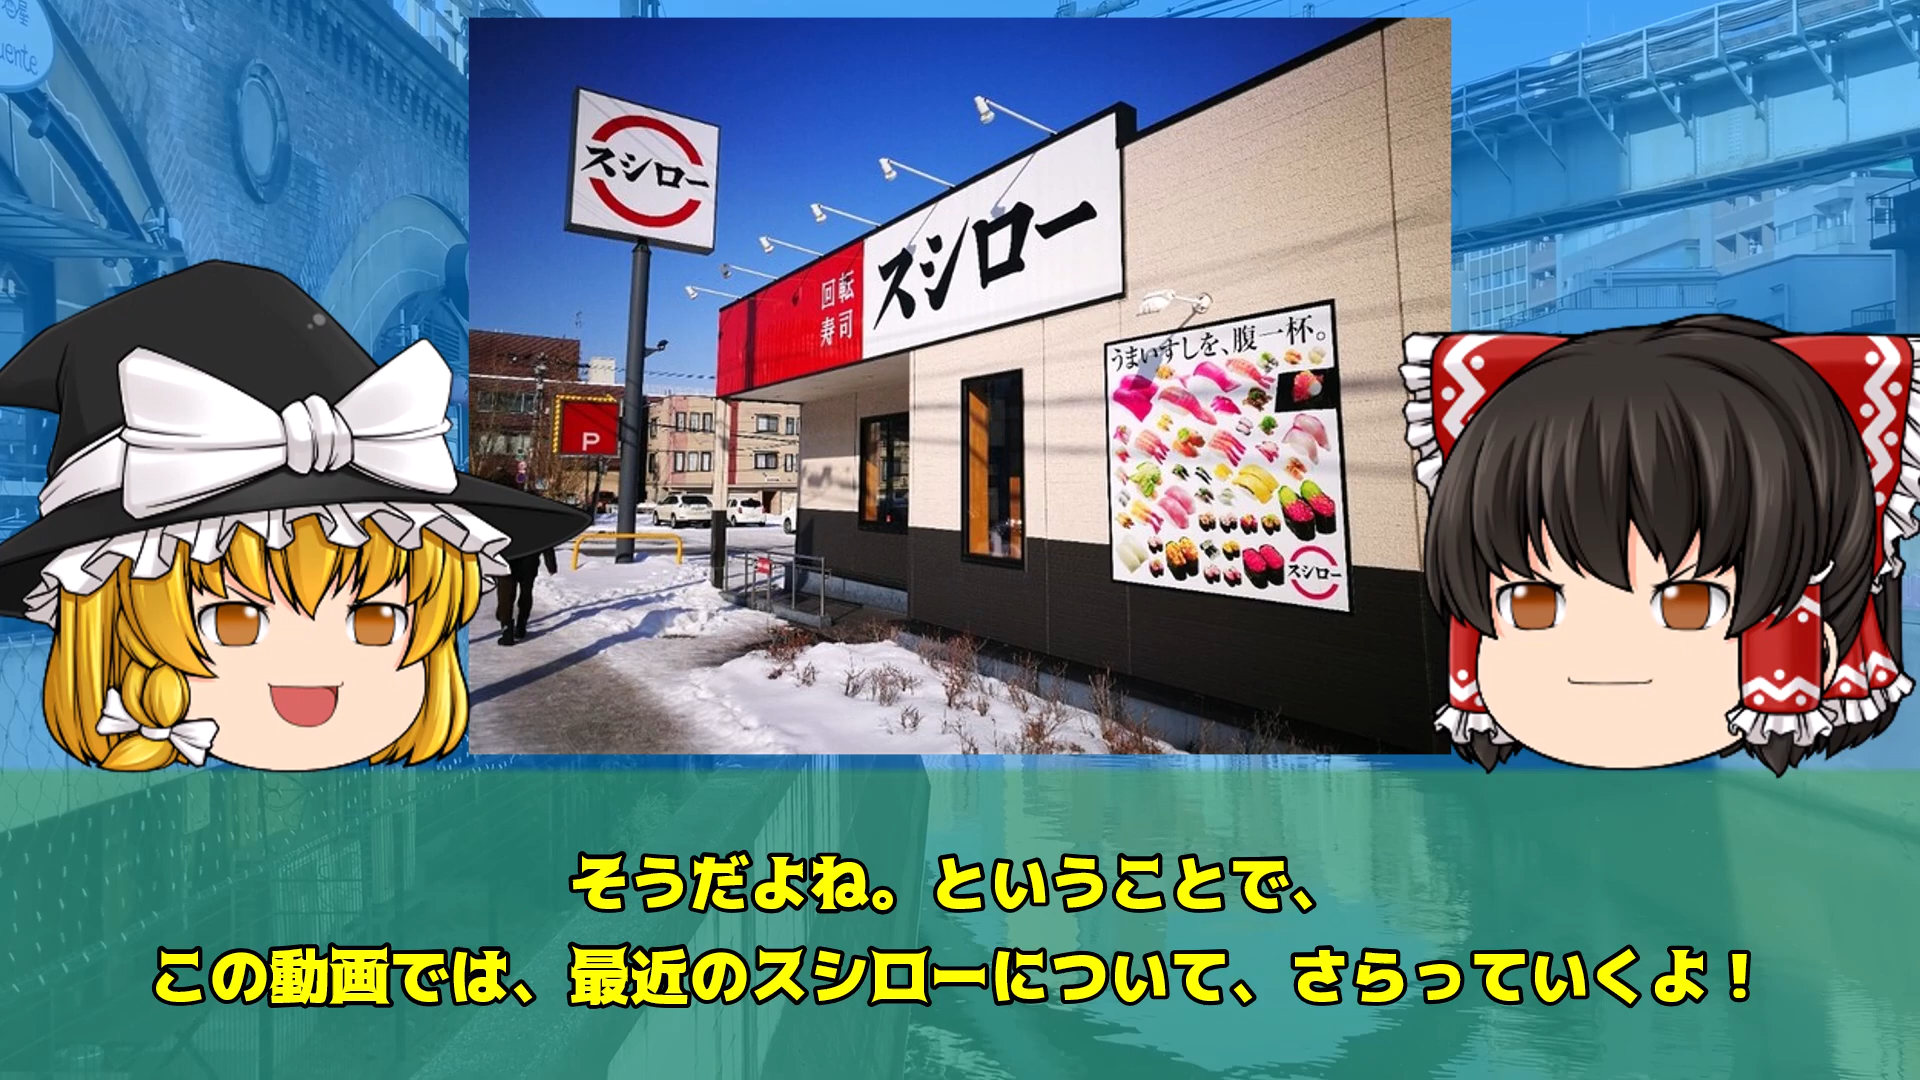 スシロー
回転
寿司
スシロー
うまいすしを、腹一杯。
スシロー
P
uente
そうだよね。ということで、
この動画では、最近のスシローについて、さらっていくよ！